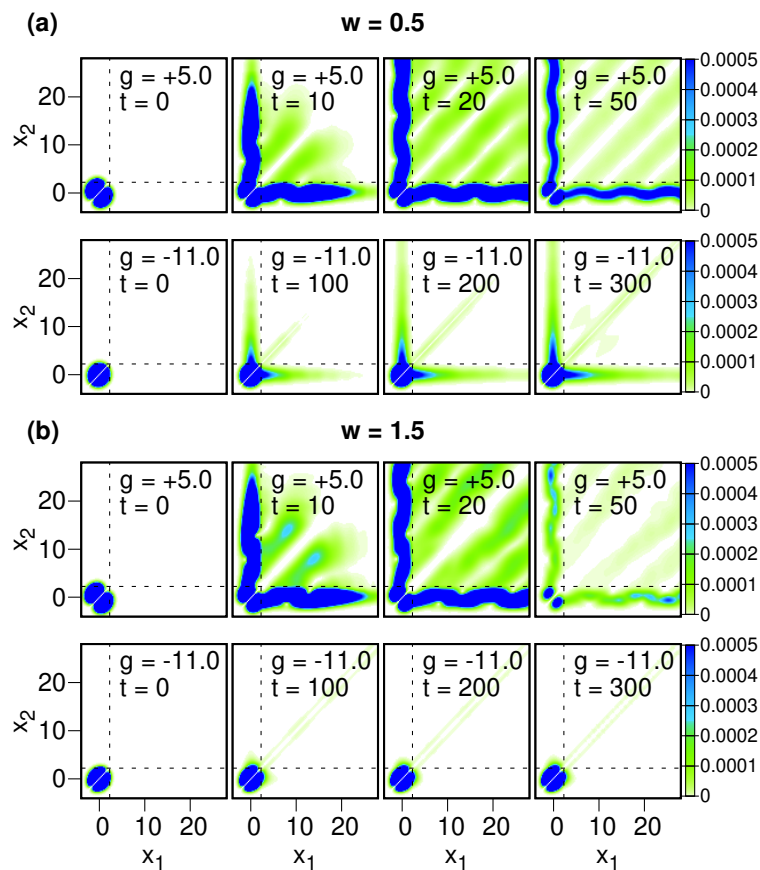 (a) w = 0.5
g = +5.0 g = +5.0 g = +5.0 g = +5.0
t = 0 t = 10 t = 20 t = 50
x2
20
10
0
0.0005
0.0004
0.0003
0.0002
0.0001
0
g = -11.0 g = -11.0 g = -11.0 g = -11.0
t = 0 t = 100 t = 200 t = 300
x2
20
10
0
0.0005
0.0004
0.0003
0.0002
0.0001
0
(b) w = 1.5
g = +5.0 g = +5.0 g = +5.0 g = +5.0
t = 0 t = 10 t = 20 t = 50
x2
20
10
0
0.0005
0.0004
0.0003
0.0002
0.0001
0
g = -11.0 g = -11.0 g = -11.0 g = -11.0
t = 0 t = 100 t = 200 t = 300
x2
20
10
0
0.0005
0.0004
0.0003
0.0002
0.0001
0
0 10 20 0 10 20 0 10 20 0 10 20
x1 x1 x1 x1